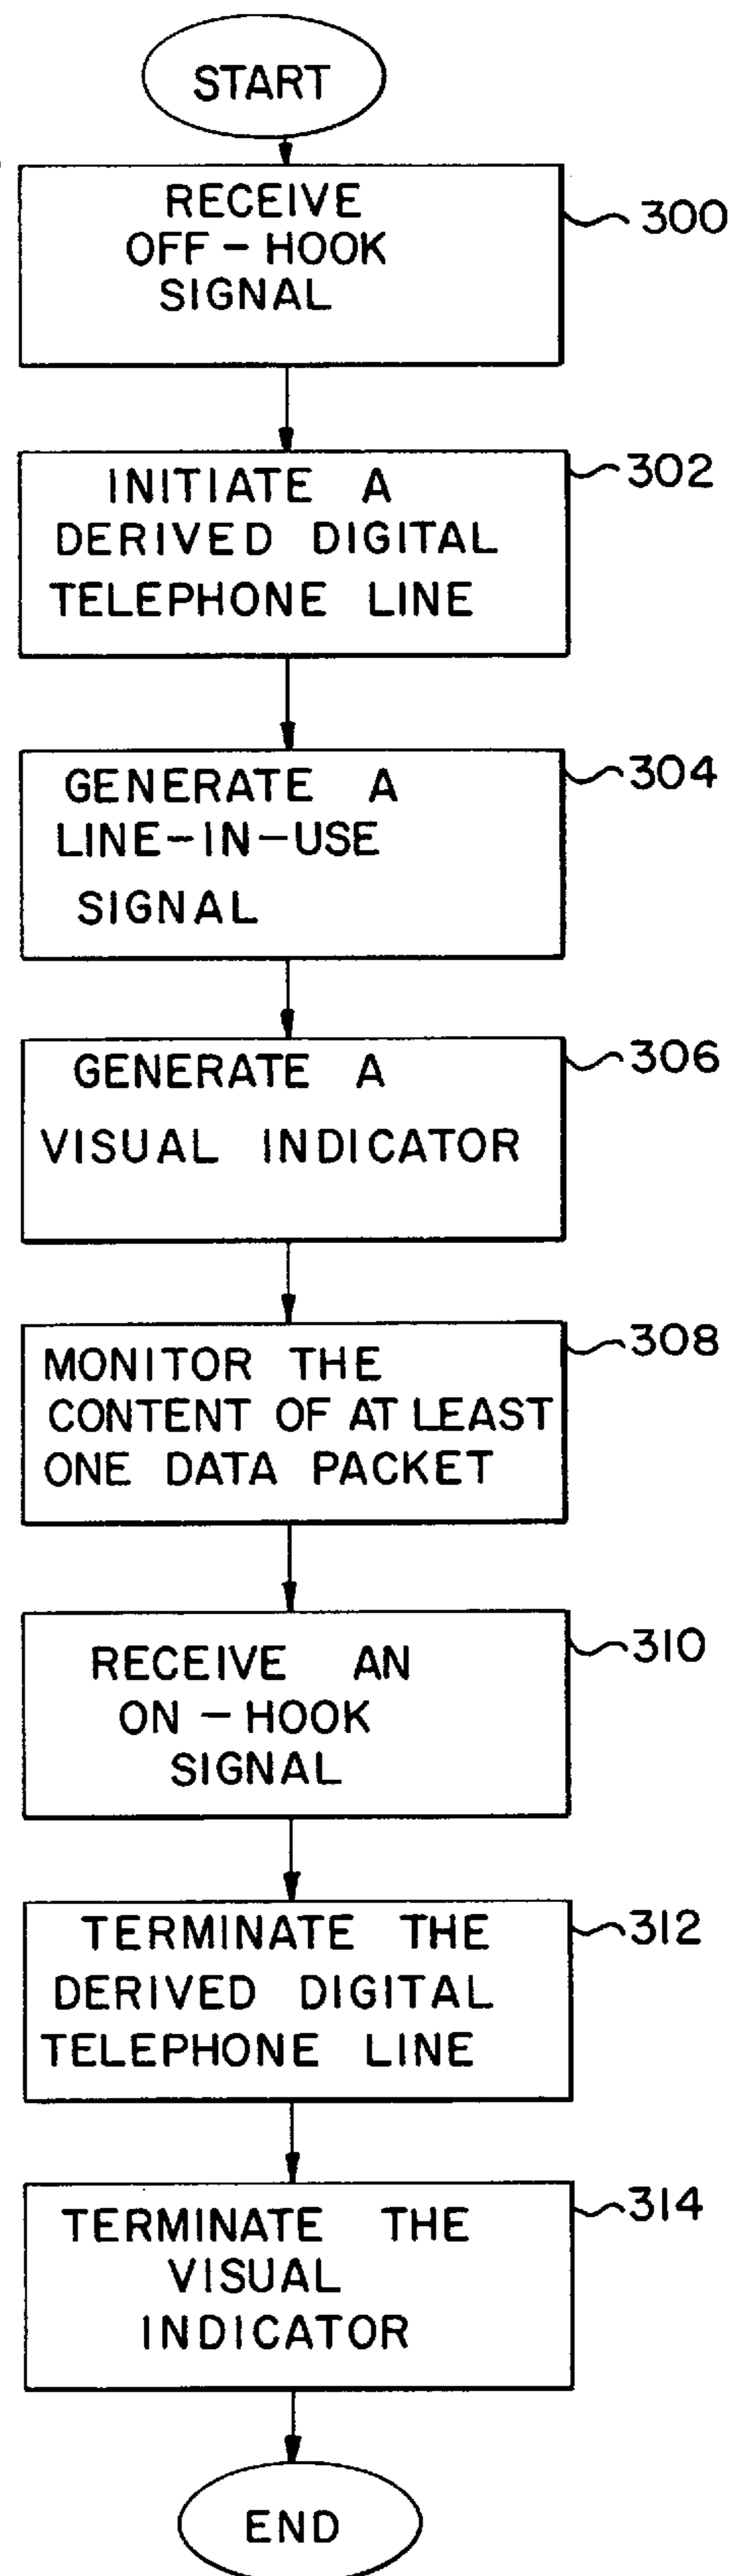 START
RECEIVE
OFF-HOOK
SIGNAL
300
INITIATE A
DERIVED DIGITAL
TELEPHONE LINE
302
GENERATE A
LINE-IN-USE
SIGNAL
304
GENERATE A
VISUAL INDICATOR
306
MONITOR THE
CONTENT OF AT LEAST
ONE DATA PACKET
308
RECEIVE AN
ON-HOOK
SIGNAL
310
TERMINATE THE
DERIVED DIGITAL
TELEPHONE LINE
312
TERMINATE THE
VISUAL
INDICATOR
314
END